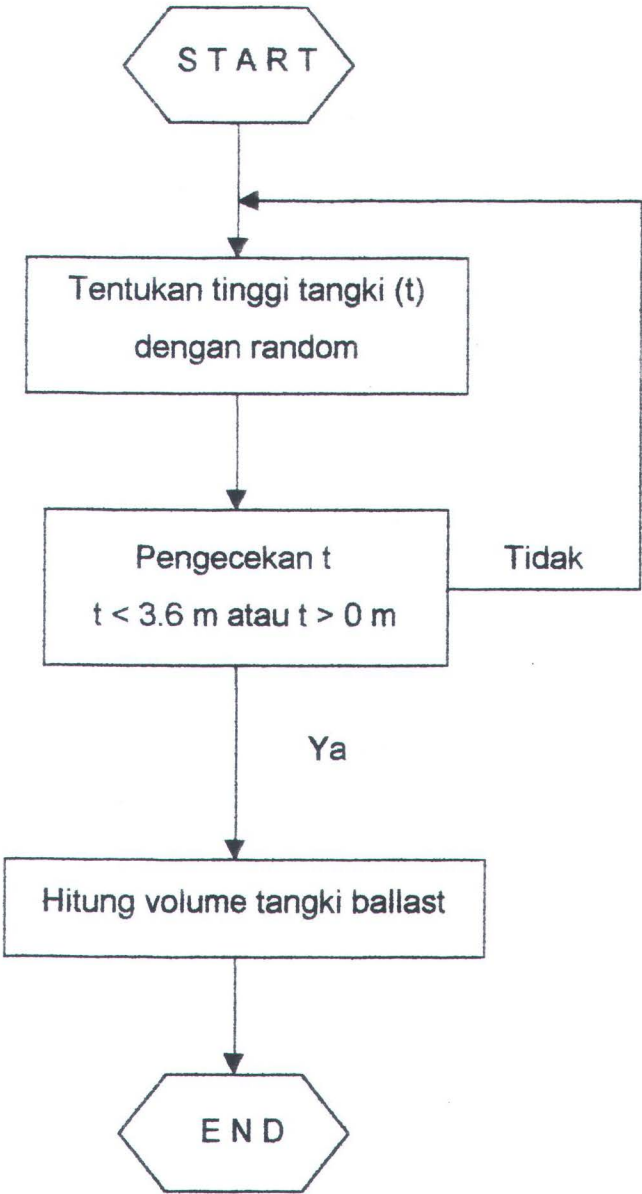 START
Tentukan tinggi tangki (t)
dengan random
Pengecekan t
t < 3.6 m atau t > 0 m
Tidak
Ya
Hitung volume tangki ballast
END